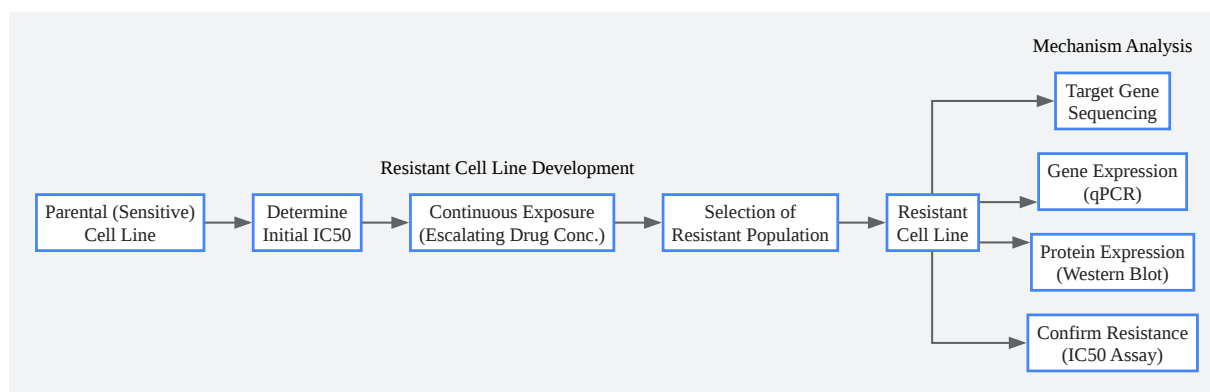 Mechanism Analysis
Target Gene
Sequencing
Resistant Cell Line Development
Gene Expression
(qPCR)
Parental (Sensitive)
Cell Line
Determine
Initial IC50
Continuous Exposure
(Escalating Drug Conc.)
Selection of
Resistant Population
Resistant
Cell Line
Protein Expression
(Western Blot)
Confirm Resistance
(IC50 Assay)